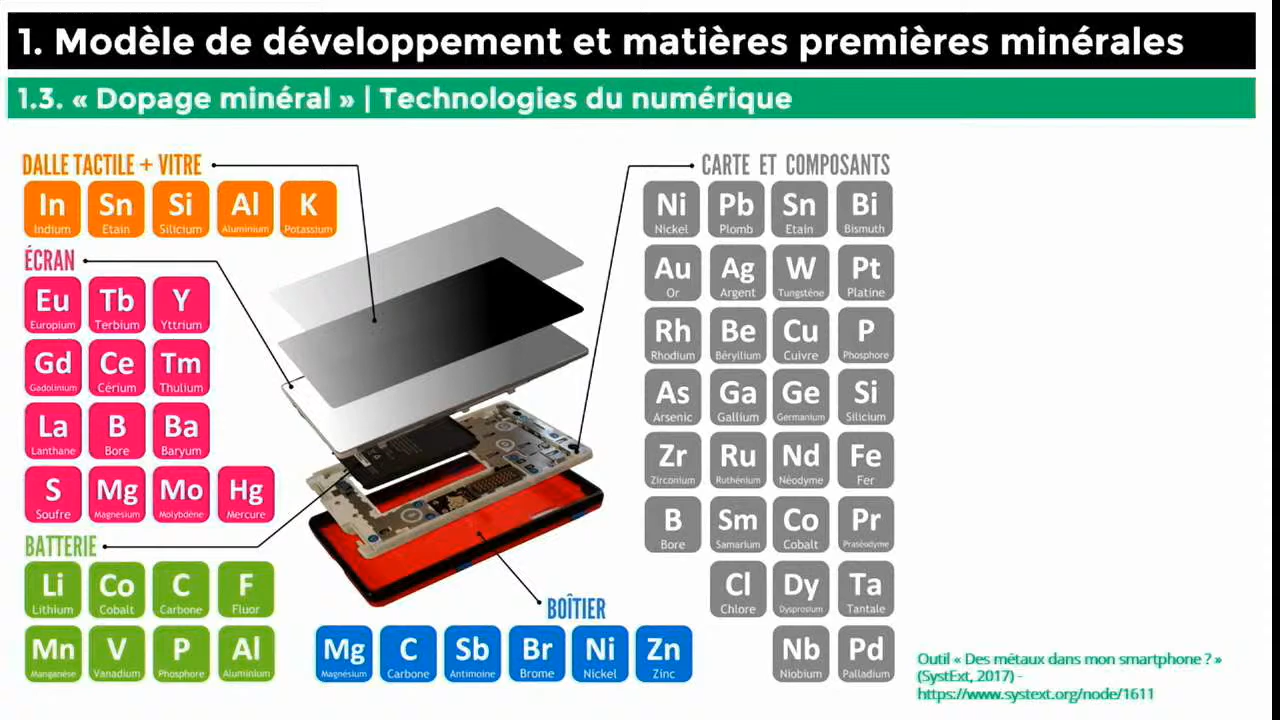 1. Modèle de développement et matières premières minérales
1.3. « Dopage minéral » | Technologies du numérique
DALLE TACTILE + VITRE
In Sn Si Al K
Indium Etain Silicium Aluminium Potassium
ÉCRAN
Eu Tb Y
Europium Terbium Yttrium
Gd Ce Tm
Gadolinium Cérium Thulium
La B Ba
Lanthane Bore Baryum
S Mg Mo Hg
Soufre Magnesium Molybdène Mercure
BATTERIE
Li Co C F
Lithium Cobalt Carbone Fluor
Mn V P Al
Manganèse Vanadium Phosphore Aluminium
BOÎTIER
Mg C Sb Br Ni Zn
Magnésium Carbone Antimoine Brome Nickel Zinc
CARTE ET COMPOSANTS
Ni Pb Sn Bi
Nickel Plomb Etain Bismuth
Au Ag W Pt
Or Argent Tungstène Platine
Rh Be Cu P
Rhodium Béryllium Cuivre Phosphore
As Ga Ge Si
Arsenic Gallium Germanium Silicium
Zr Ru Nd Fe
Zirconium Ruthénium Néodyme Fer
B Sm Co Pr
Bore Samarium Cobalt Praséodyme
Cl Dy Ta
Chlore Dysprosium Tantale
Nb Pd
Niobium Palladium
Outil « Des métaux dans mon smartphone ? »
(SystExt, 2017) -
https://www.systext.org/node/1611